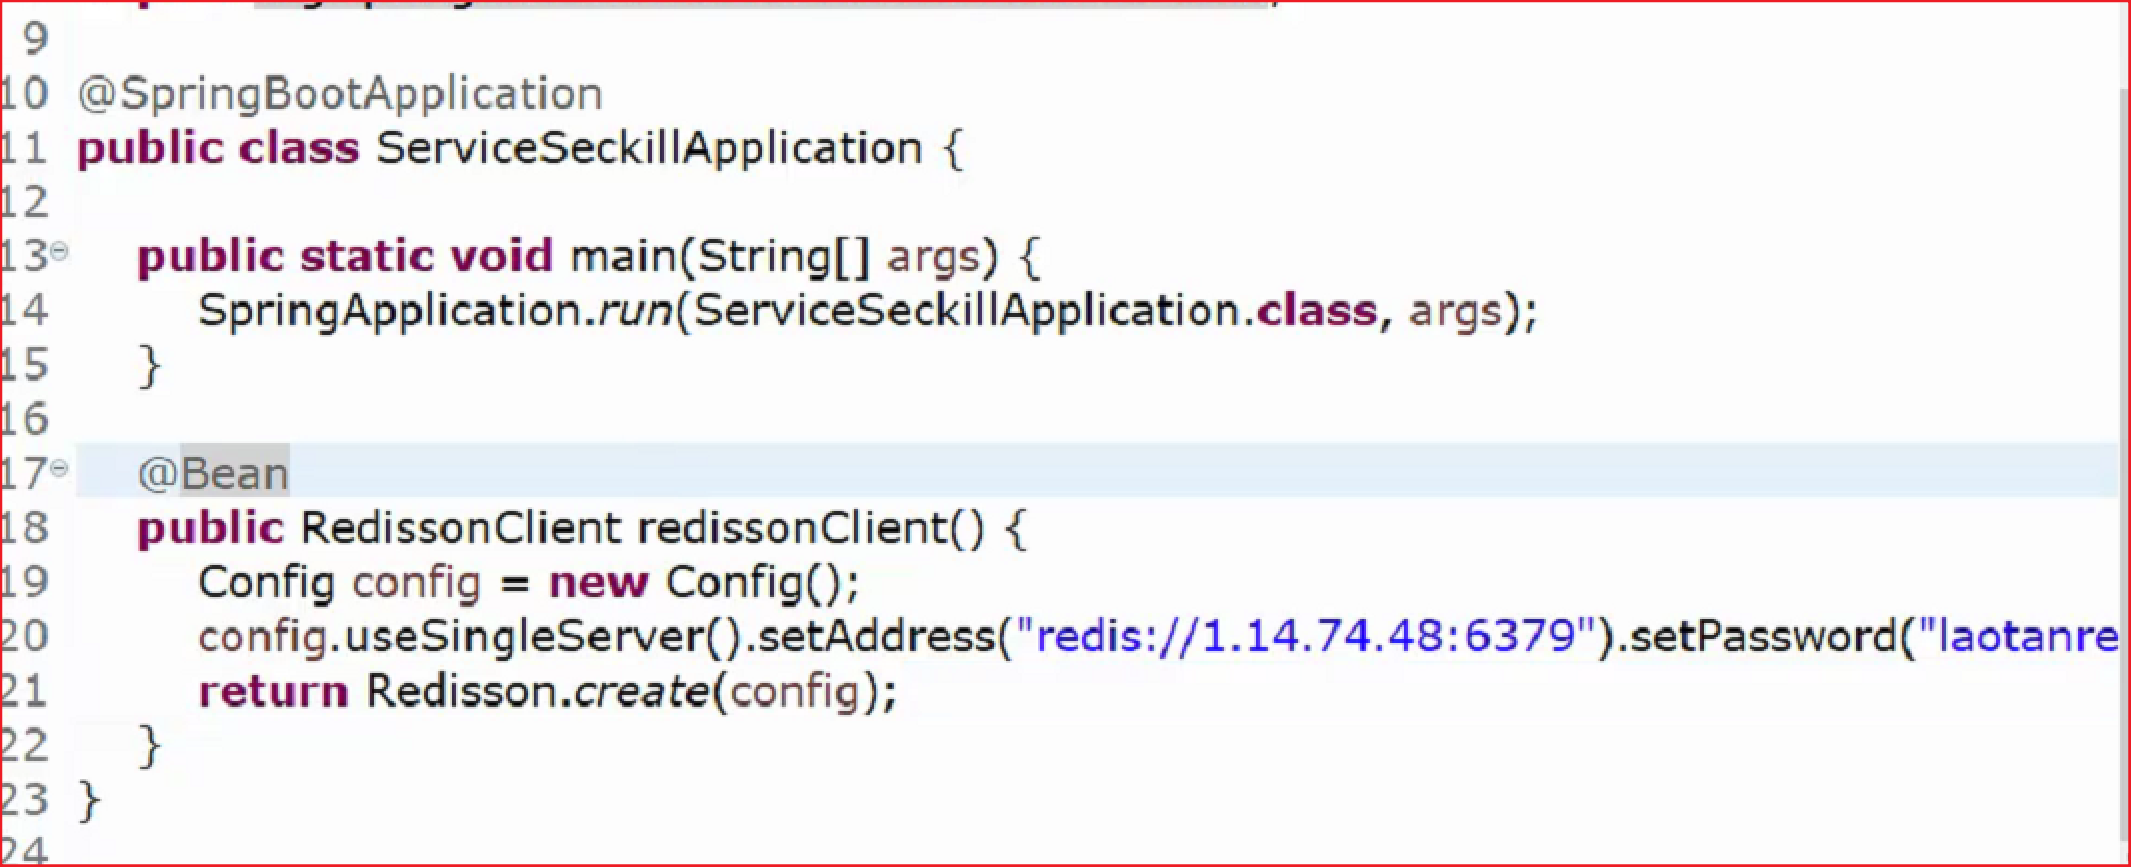 9
10 @SpringBootApplication
11 public class ServiceSeckillApplication {
12
13 public static void main(String[] args) {
14 SpringApplication.run(ServiceSeckillApplication.class, args);
15 }
16
17 @Bean
18 public RedissonClient redissonClient() {
19 Config config = new Config();
20 config.useSingleServer().setAddress("redis://1.14.74.48:6379").setPassword("laotanre
21 return Redisson.create(config);
22 }
23 }
24